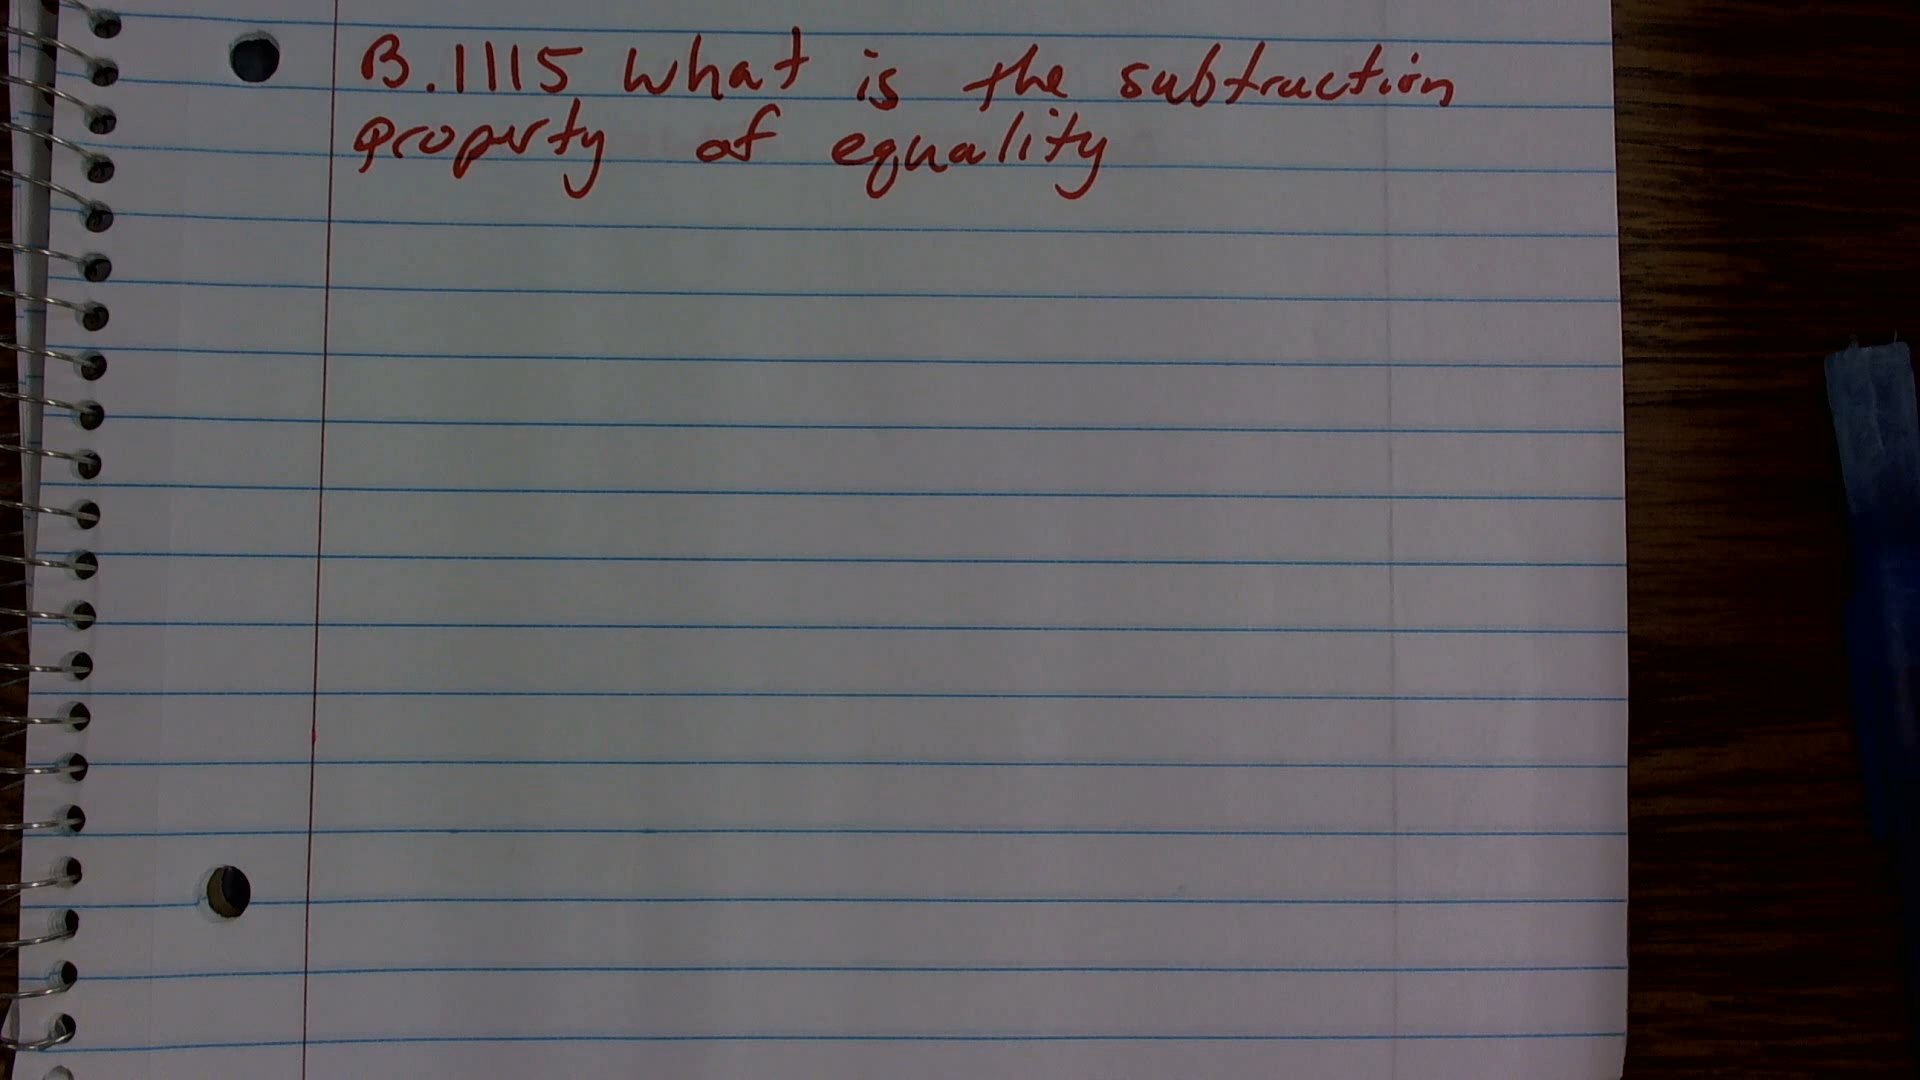 B.1115 What is the subtraction
property of equality